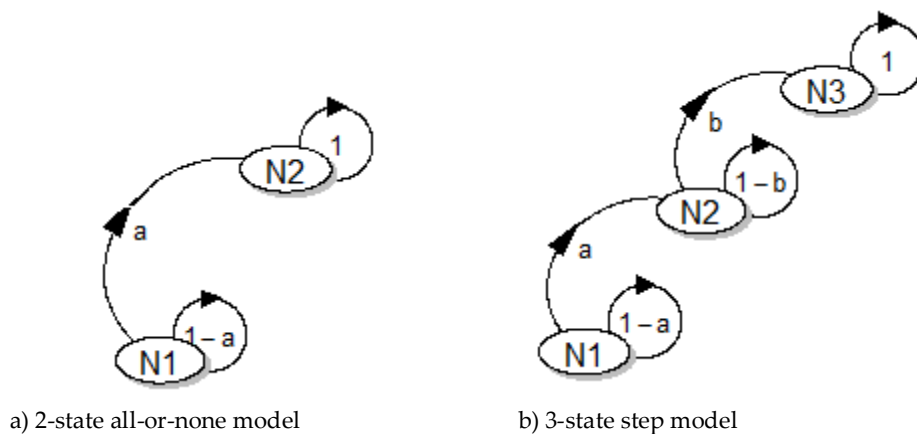 N2
1
a
N1
1 – a
a) 2-state all-or-none model
N3
1
b
N2
1 – b
a
N1
1 – a
b) 3-state step model